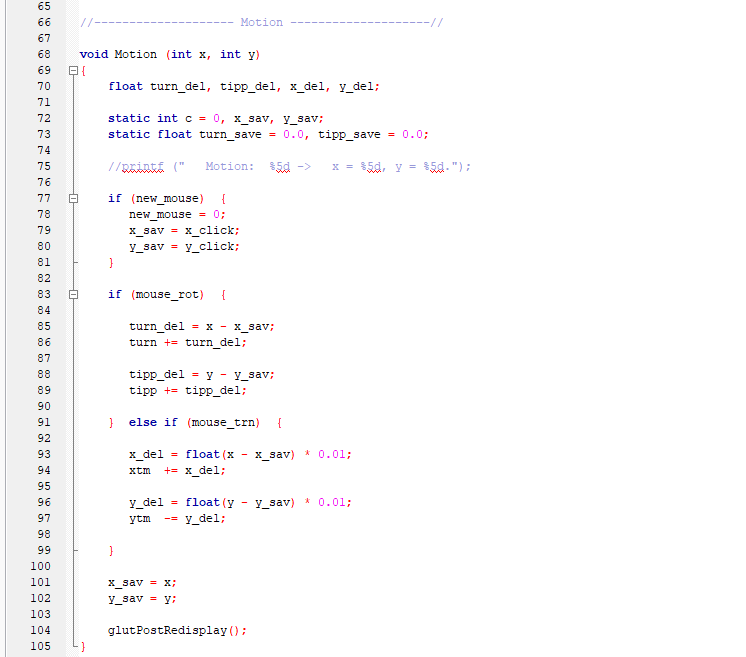 65
66 //-------------------- Motion --------------------//
67
68 void Motion (int x, int y)
69 {
70     float turn_del, tipp_del, x_del, y_del;
71
72     static int c = 0, x_sav, y_sav;
73     static float turn_save = 0.0, tipp_save = 0.0;
74
75     //printf ("   Motion:  %5d ->   x = %5d, y = %5d.");
76
77     if (new_mouse)  {
78        new_mouse = 0;
79        x_sav = x_click;
80        y_sav = y_click;
81     }
82
83     if (mouse_rot)  {
84
85        turn_del = x - x_sav;
86        turn += turn_del;
87
88        tipp_del = y - y_sav;
89        tipp += tipp_del;
90
91     }  else if (mouse_trn)  {
92
93        x_del = float(x - x_sav) * 0.01;
94        xtm  += x_del;
95
96        y_del = float(y - y_sav) * 0.01;
97        ytm  -= y_del;
98
99     }
100
101     x_sav = x;
102     y_sav = y;
103
104     glutPostRedisplay();
105 }